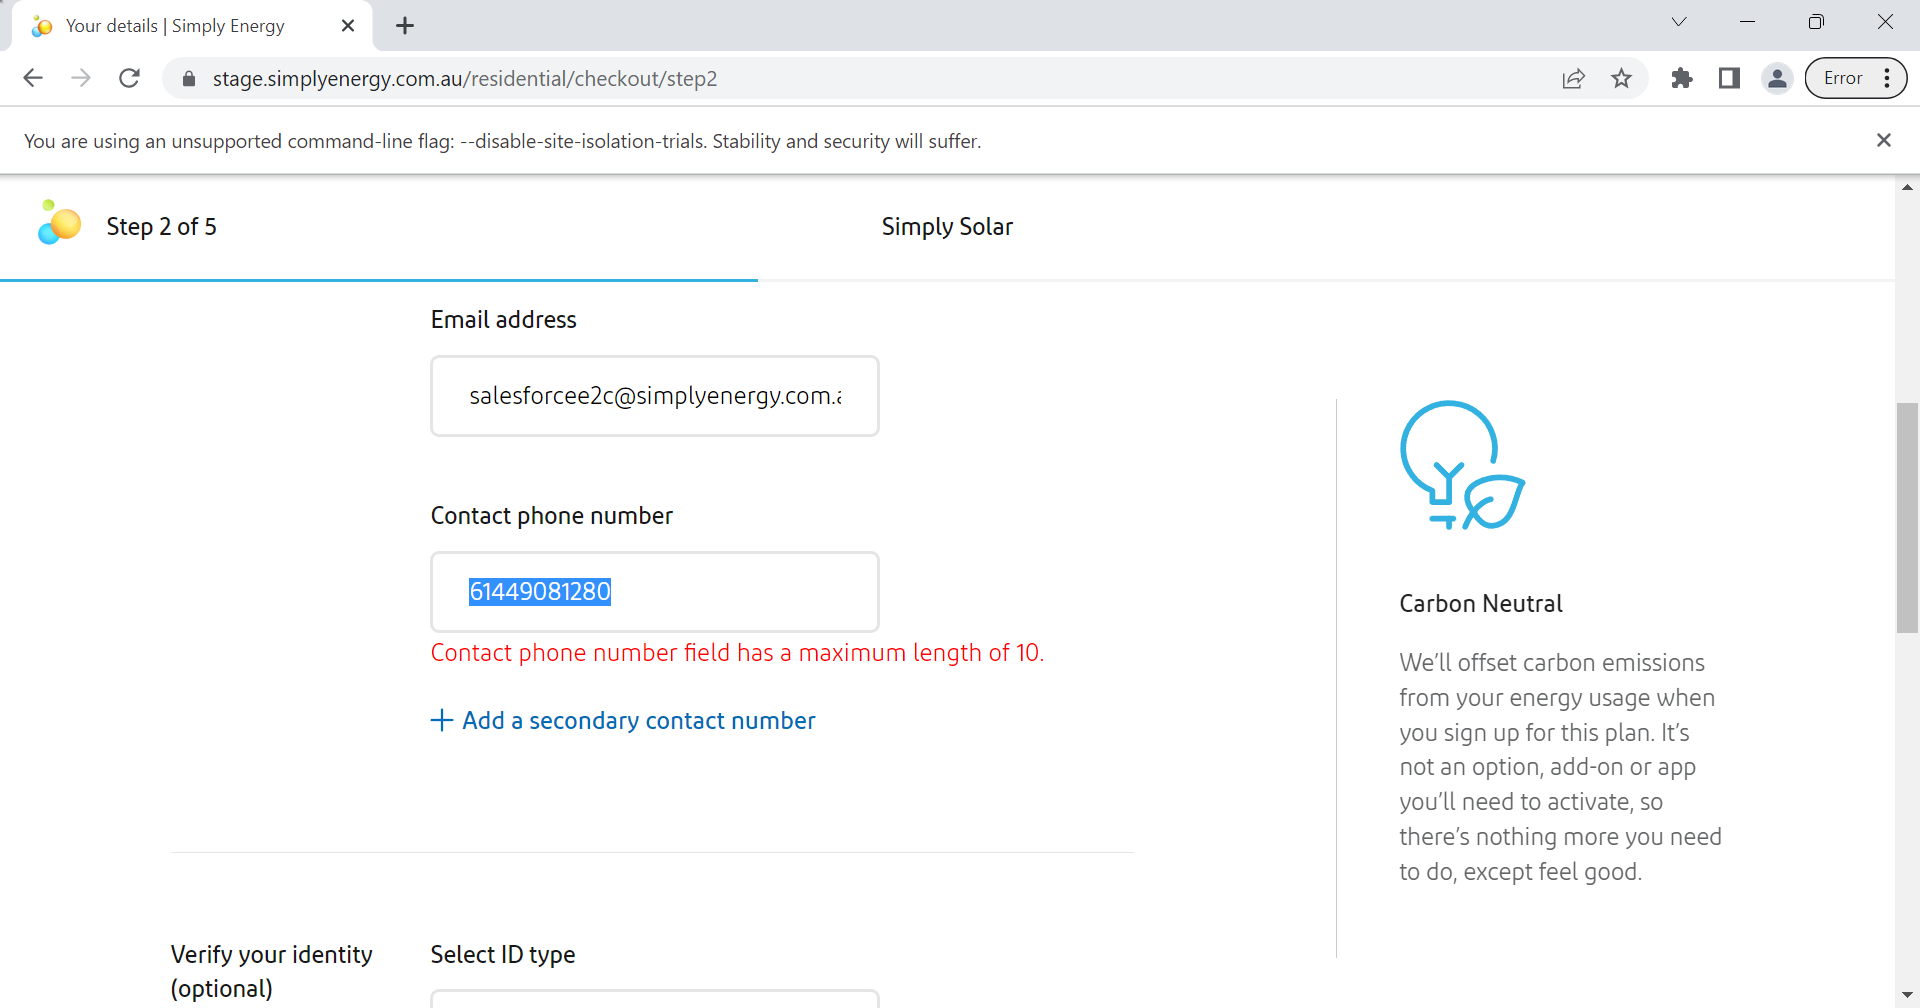 Your details | Simply Energy
stage.simplyenergy.com.au/residential/checkout/step2
Error
You are using an unsupported command-line flag: --disable-site-isolation-trials. Stability and security will suffer.
Step 2 of 5
Simply Solar
Email address
salesforcee2c@simplyenergy.com.a
Contact phone number
61449081280
Contact phone number field has a maximum length of 10.
+ Add a secondary contact number
Carbon Neutral
We'll offset carbon emissions
from your energy usage when
you sign up for this plan. It's
not an option, add-on or app
you'll need to activate, so
there's nothing more you need
to do, except feel good.
Verify your identity
(optional)
Select ID type